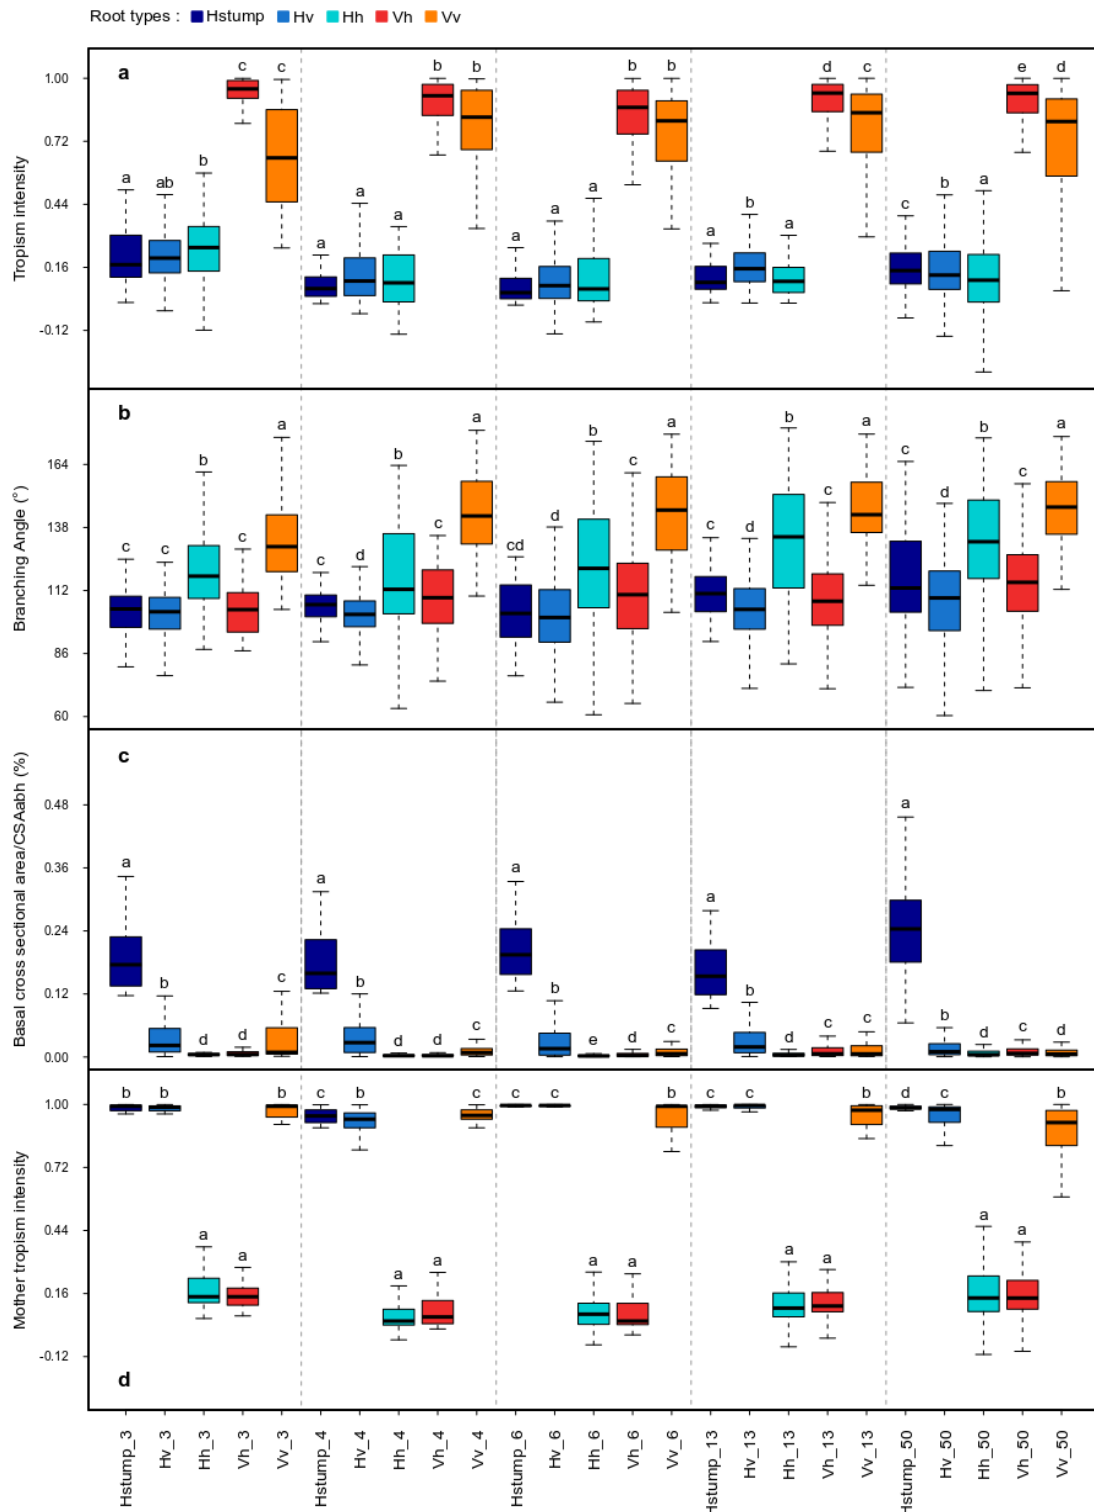 Root types : Hstump Hv Hh Vh Vv
a
Tropism intensity
1.00
0.72
0.44
0.16
-0.12
a ab b c c
a a a b b
a a a b b
a b a d c
c b a e d
b
Branching Angle (°)
164
138
112
86
60
c c b c a
c d b c a
cd d b c a
c d b c a
c d b c a
c
Basal cross sectional area/CSAabh (%)
0.48
0.36
0.24
0.12
0.00
a b d d c
a b d d c
a b e d c
a b d c c
a b d c d
Mother tropism intensity
1.00
0.72
0.44
0.16
-0.12
b b a a b
c b a a c
c c a a b
c c a a b
d c a a b
d
Hstump_3
Hv_3
Hh_3
Vh_3
Vv_3
Hstump_4
Hv_4
Hh_4
Vh_4
Vv_4
Hstump_6
Hv_6
Hh_6
Vh_6
Vv_6
Hstump_13
Hv_13
Hh_13
Vh_13
Vv_13
Hstump_50
Hv_50
Hh_50
Vh_50
Vv_50